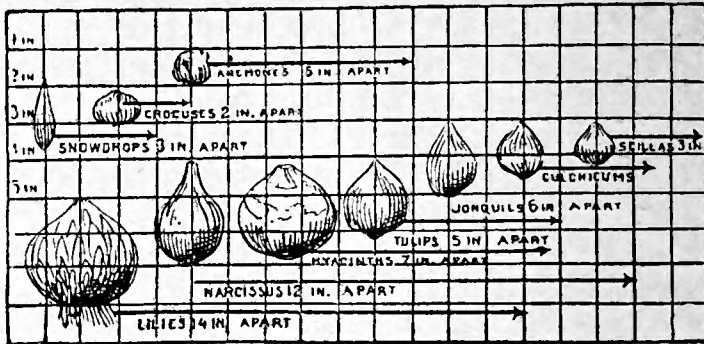 1 IN
2 IN
ANEMONES 5 IN. APART
3 IN
CROCUSES 2 IN. APART
4 IN
SNOWDROPS 3 IN. APART
SCILLAS 3 IN
COLCHICUMS
5 IN
JONQUILS 6 IN APART
TULIPS 5 IN APART
HYACINTHS 7 IN. APART
NARCISSUS 12 IN. APART
LILIES 14 IN. APART